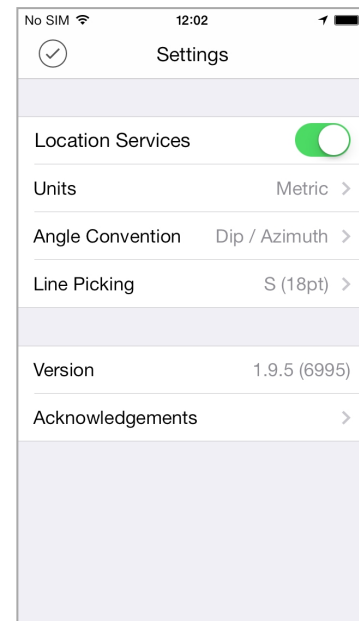 No SIM 12:02
Settings
Location Services
Units Metric
Angle Convention Dip / Azimuth
Line Picking S (18pt)
Version 1.9.5 (6995)
Acknowledgements